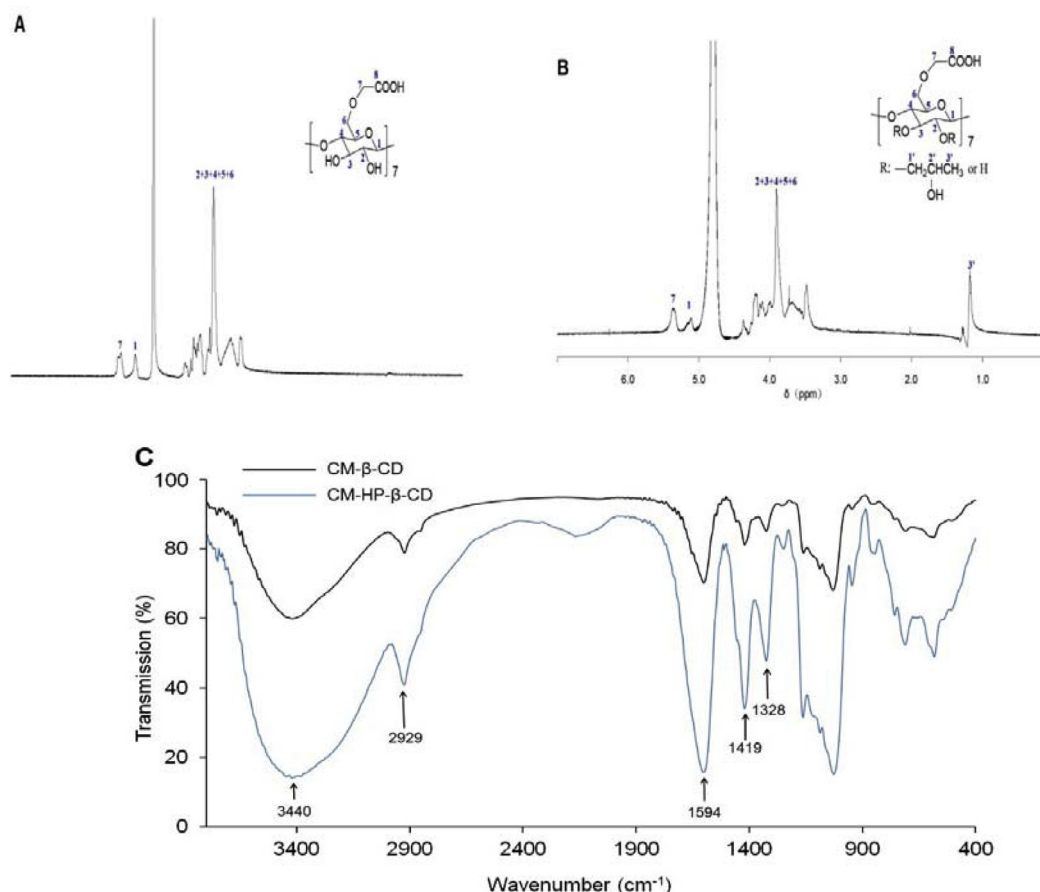 A
8
7
COOH
O
6
5
O
4
O
1
HO
3
2
OH
7
2+3+4+5+6
7
1
B
8
7
COOH
O
6
5
O
4
O
1
RO
3
2
OR
7
1' 2' 3'
R: —CH₂CHCH₃ or H
OH
2+3+4+5+6
7
1
3'
6.0 5.0 4.0 3.0 2.0 1.0
δ (ppm)
C
CM-β-CD
CM-HP-β-CD
100
80
60
40
20
0
Transmission (%)
3440
2929
1594
1419
1328
3400 2900 2400 1900 1400 900 400
Wavenumber (cm⁻¹)